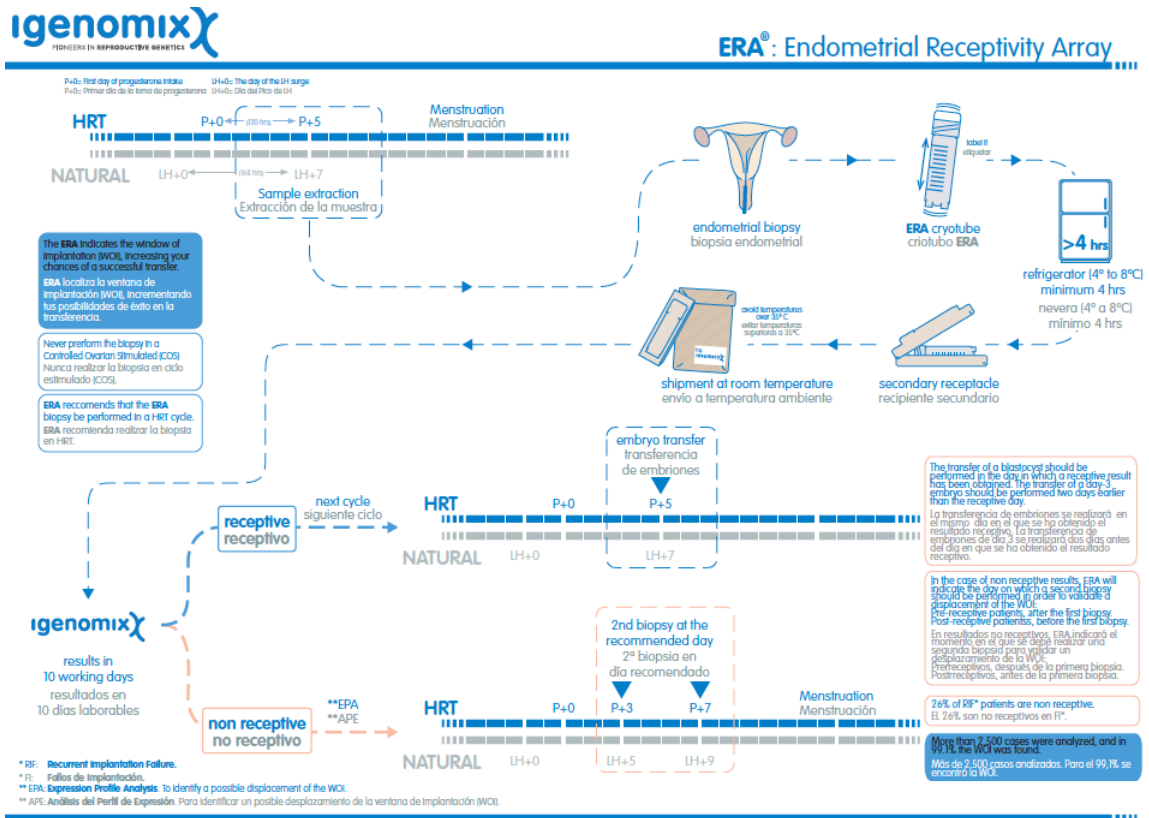 ıgenomixX
PIONEERS IN REPRODUCTIVE GENETICS
ERA®: Endometrial Receptivity Array
P+0= First day of progesterone intake LH+0= The day of the LH surge
P+0= Primer día de la toma de progesterona LH+0= Día del Pico de LH
HRT
P+0
(120 hrs)
P+5
Menstruation
Menstruación
NATURAL
LH+0
(168 hrs)
LH+7
Sample extraction
Extracción de la muestra
endometrial biopsy
biopsia endometrial
label it
etiquetar
ERA cryotube
criotubo ERA
>4 hrs
refrigerator (4º to 8ºC)
minimum 4 hrs
nevera (4º a 8ºC)
mínimo 4 hrs
The ERA indicates the window of
implantation (WOI), increasing your
chances of a successful transfer.
ERA localiza la ventana de
implantación (WOI), incrementando
tus posibilidades de éxito en la
transferencia.
Never prerform the biopsy in a
Controlled Ovarian Stimulated (COS)
Nunca realizar la biopsia en ciclo
estimulado (COS).
ERA reccomends that the ERA
biopsy be performed in a HRT cycle.
ERA recomienda realizar la biopsia
en HRT.
avoid temperatures
over 35º C
evitar temperaturas
superiores a 35ºC
ıgenomixX
shipment at room temperature
envío a temperatura ambiente
secondary receptacle
recipiente secundario
receptive
receptivo
next cycle
siguiente ciclo
embryo transfer
transferencia
de embriones
HRT
P+0
P+5
NATURAL
LH+0
LH+7
The transfer of a blastocyst should be
performed in the day in which a receptive result
has been obtained. The transfer of a day-3
embryo should be performed two days earlier
than the receptive day.
La transferencia de embriones se realizará en
el mismo día en el que se ha obtenido el
resultado receptivo. La transferencia de
embriones de día 3 se realizará dos días antes
del día en que se ha obtenido el resultado
receptivo.
ıgenomixX
results in
10 working days
resultados en
10 días laborables
non receptive
no receptivo
**EPA
**APE
2nd biopsy at the
recommended day
2ª biopsia en
día recomendado
HRT
P+0
P+3
P+7
Menstruation
Menstruación
NATURAL
LH+0
LH+5
LH+9
In the case of non receptive results, ERA will
indicate the day on which a second biopsy
should be performed in order to validate a
displacement of the WOI:
Pre-receptive patients, after the first biopsy.
Post-receptive patientss, before the first biopsy.
En resultados no receptivos, ERA indicará el
momento en el que se debe realizar una
segunda biopsia para validar un
desplazamiento de la WOI:
Prerreceptivos, después de la primera biopsia.
Postrreceptivos, antes de la primera biopsia.
26% of RIF* patients are non receptive.
EL 26% son no receptivos en FI*.
More than 2,500 cases were analyzed, and in
99.1% the WOI was found.
Más de 2,500 casos analizados. Para el 99,1% se
encontró la WOI.
* RIF: Recurrent Implantation Failure.
* FI: Fallos de Implantación.
** EPA: Expression Profile Analysis. To identify a possible displacement of the WOI.
** APE: Análisis del Perfil de Expresión. Para identificar un posible desplazamiento de la ventana de implantación (WOI).